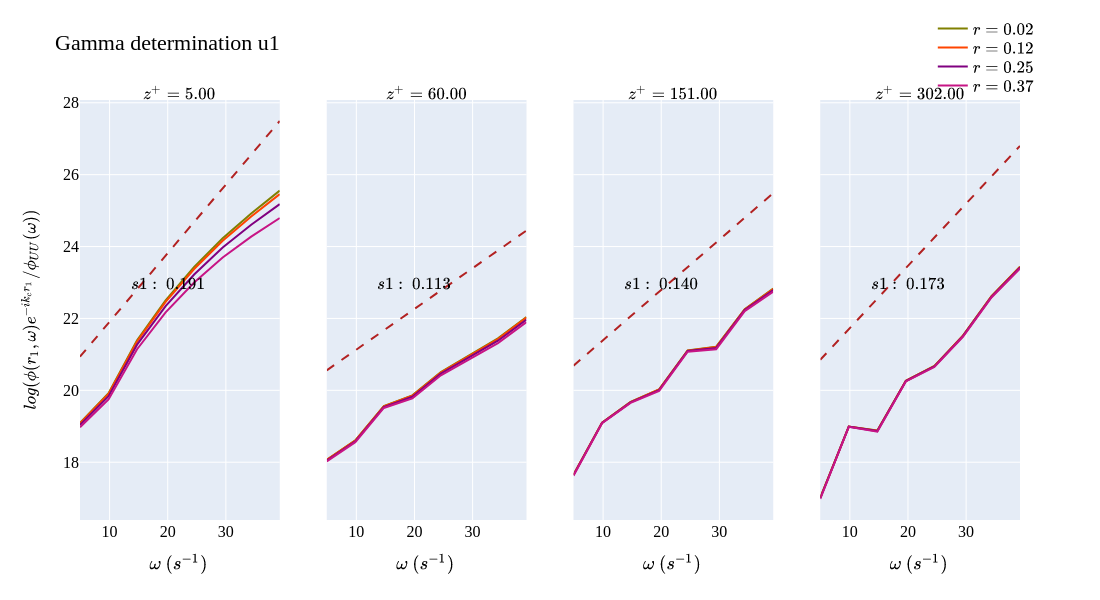 Gamma determination u1
r = 0.02
r = 0.12
r = 0.25
r = 0.37
z⁺ = 5.00
z⁺ = 60.00
z⁺ = 151.00
z⁺ = 302.00
log(ϕ(r₁, ω)e^{−ik_c r₁}/ϕ_{UU}(ω))
28
26
24
22
20
18
s1 : 0.191
s1 : 0.113
s1 : 0.140
s1 : 0.173
10 20 30
10 20 30
10 20 30
10 20 30
ω (s⁻¹)
ω (s⁻¹)
ω (s⁻¹)
ω (s⁻¹)